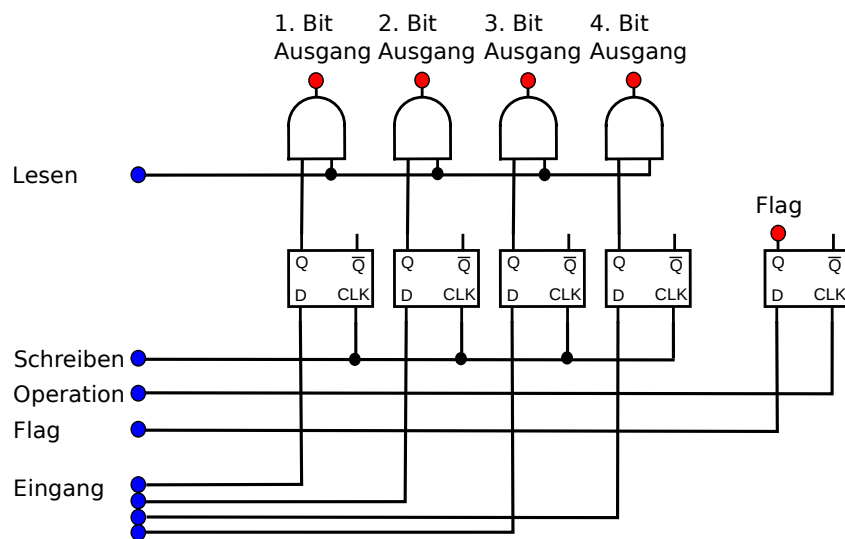 1. Bit
Ausgang
2. Bit
Ausgang
3. Bit
Ausgang
4. Bit
Ausgang
Lesen
Flag
Q
Q̅
D
CLK
Q
Q̅
D
CLK
Q
Q̅
D
CLK
Q
Q̅
D
CLK
Q
Q̅
D
CLK
Schreiben
Operation
Flag
Eingang